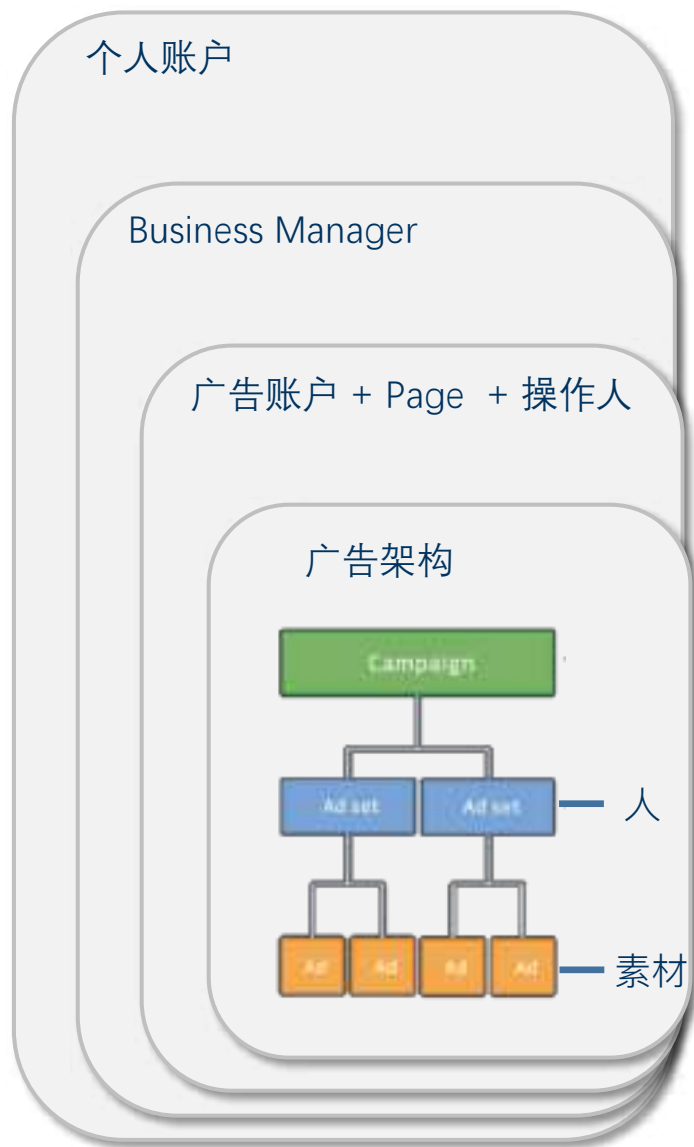 个人账户
Business Manager
广告账户 + Page + 操作人
广告架构
Campaign
Ad set Ad set 人
Ad Ad Ad Ad 素材